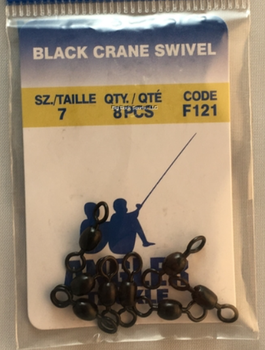 BLACK CRANE SWIVEL
SZ./TAILLE QTY./QTÉ CODE
7 8PCS F121